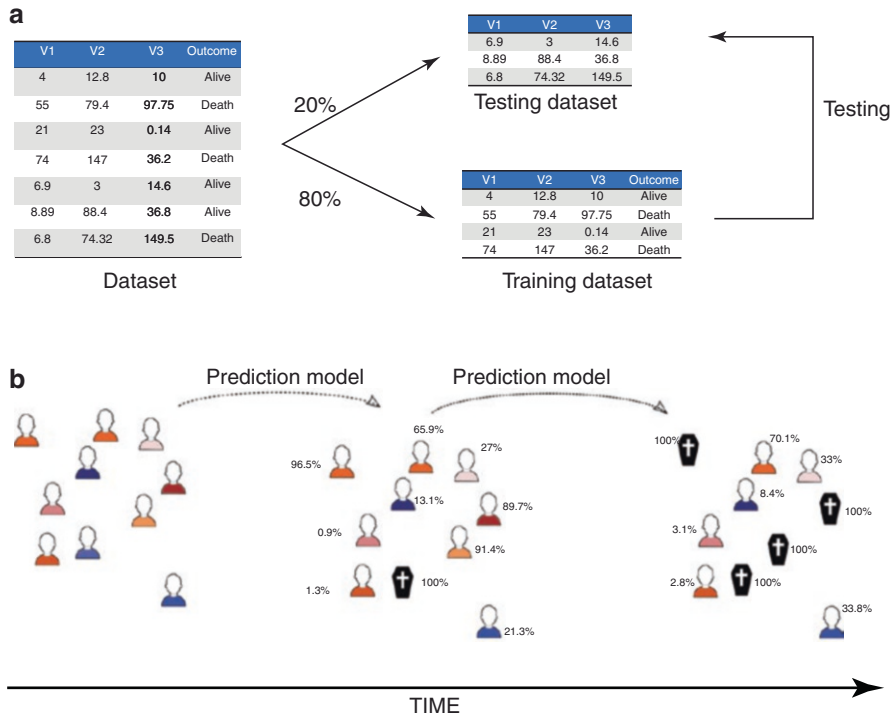 a
V1 V2 V3 Outcome
4 12.8 10 Alive
55 79.4 97.75 Death
21 23 0.14 Alive
74 147 36.2 Death
6.9 3 14.6 Alive
8.89 88.4 36.8 Alive
6.8 74.32 149.5 Death
Dataset
20%
80%
V1 V2 V3
6.9 3 14.6
8.89 88.4 36.8
6.8 74.32 149.5
Testing dataset
V1 V2 V3 Outcome
4 12.8 10 Alive
55 79.4 97.75 Death
21 23 0.14 Alive
74 147 36.2 Death
Training dataset
Testing
b
Prediction model
Prediction model
65.9%
96.5%
27%
13.1%
89.7%
0.9%
91.4%
1.3%
100%
21.3%
100%
70.1%
33%
8.4%
100%
3.1%
100%
2.8%
100%
33.8%
TIME